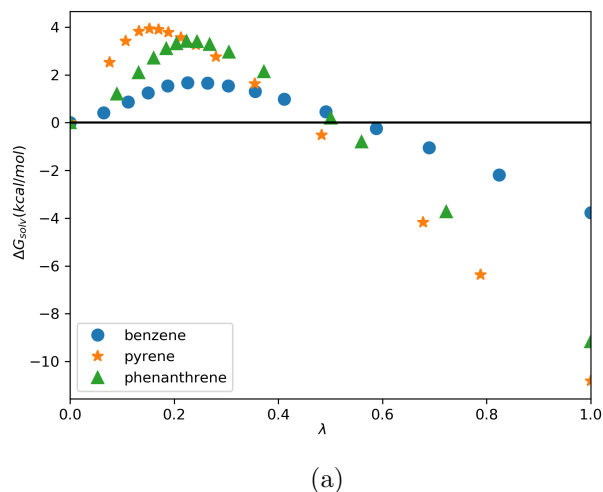 4
2
0
−2
−4
−6
−8
−10
ΔG_solv(kcal/mol)
benzene
pyrene
phenanthrene
0.0 0.2 0.4 0.6 0.8 1.0
λ
(a)